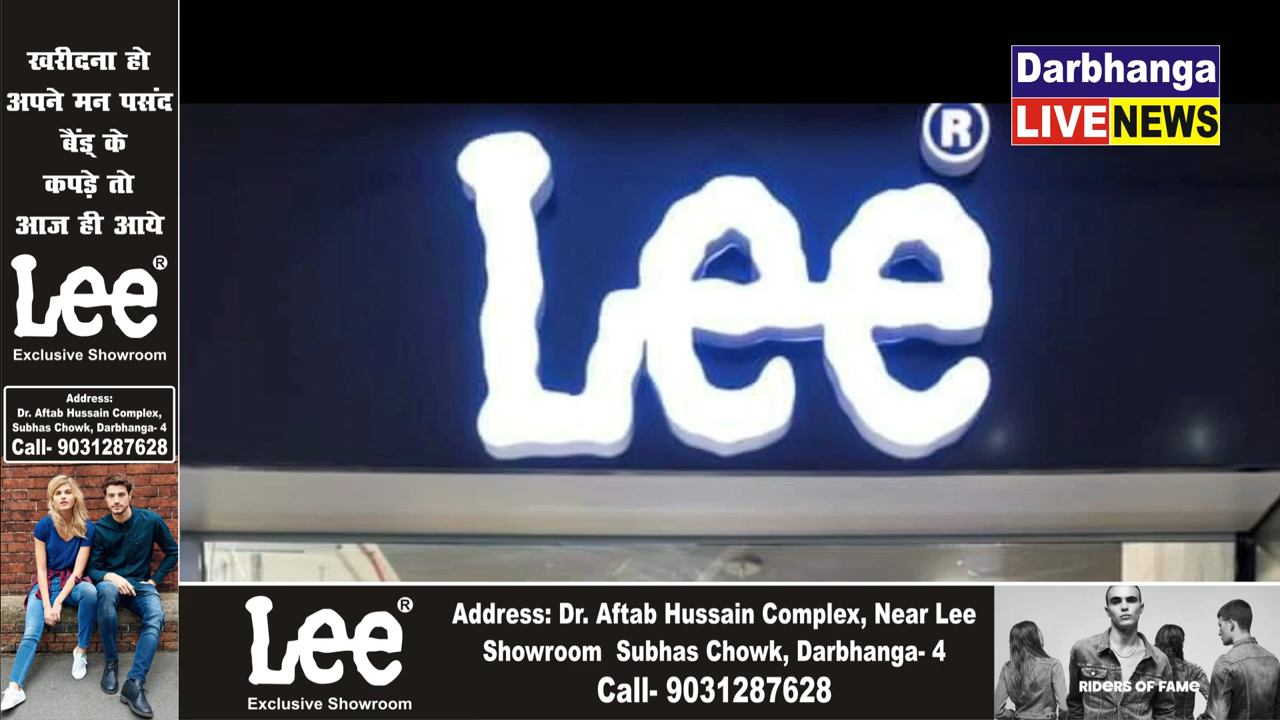 खरीदना हो
अपने मन पसंद
बैंड् के
कपड़े तो
आज ही आये
Lee®
Exclusive Showroom
Address:
Dr. Aftab Hussain Complex,
Subhas Chowk, Darbhanga- 4
Call- 9031287628
Lee®
Darbhanga
LIVE NEWS
Lee®
Exclusive Showroom
Address: Dr. Aftab Hussain Complex, Near Lee
Showroom Subhas Chowk, Darbhanga- 4
Call- 9031287628
RIDERS OF FAME